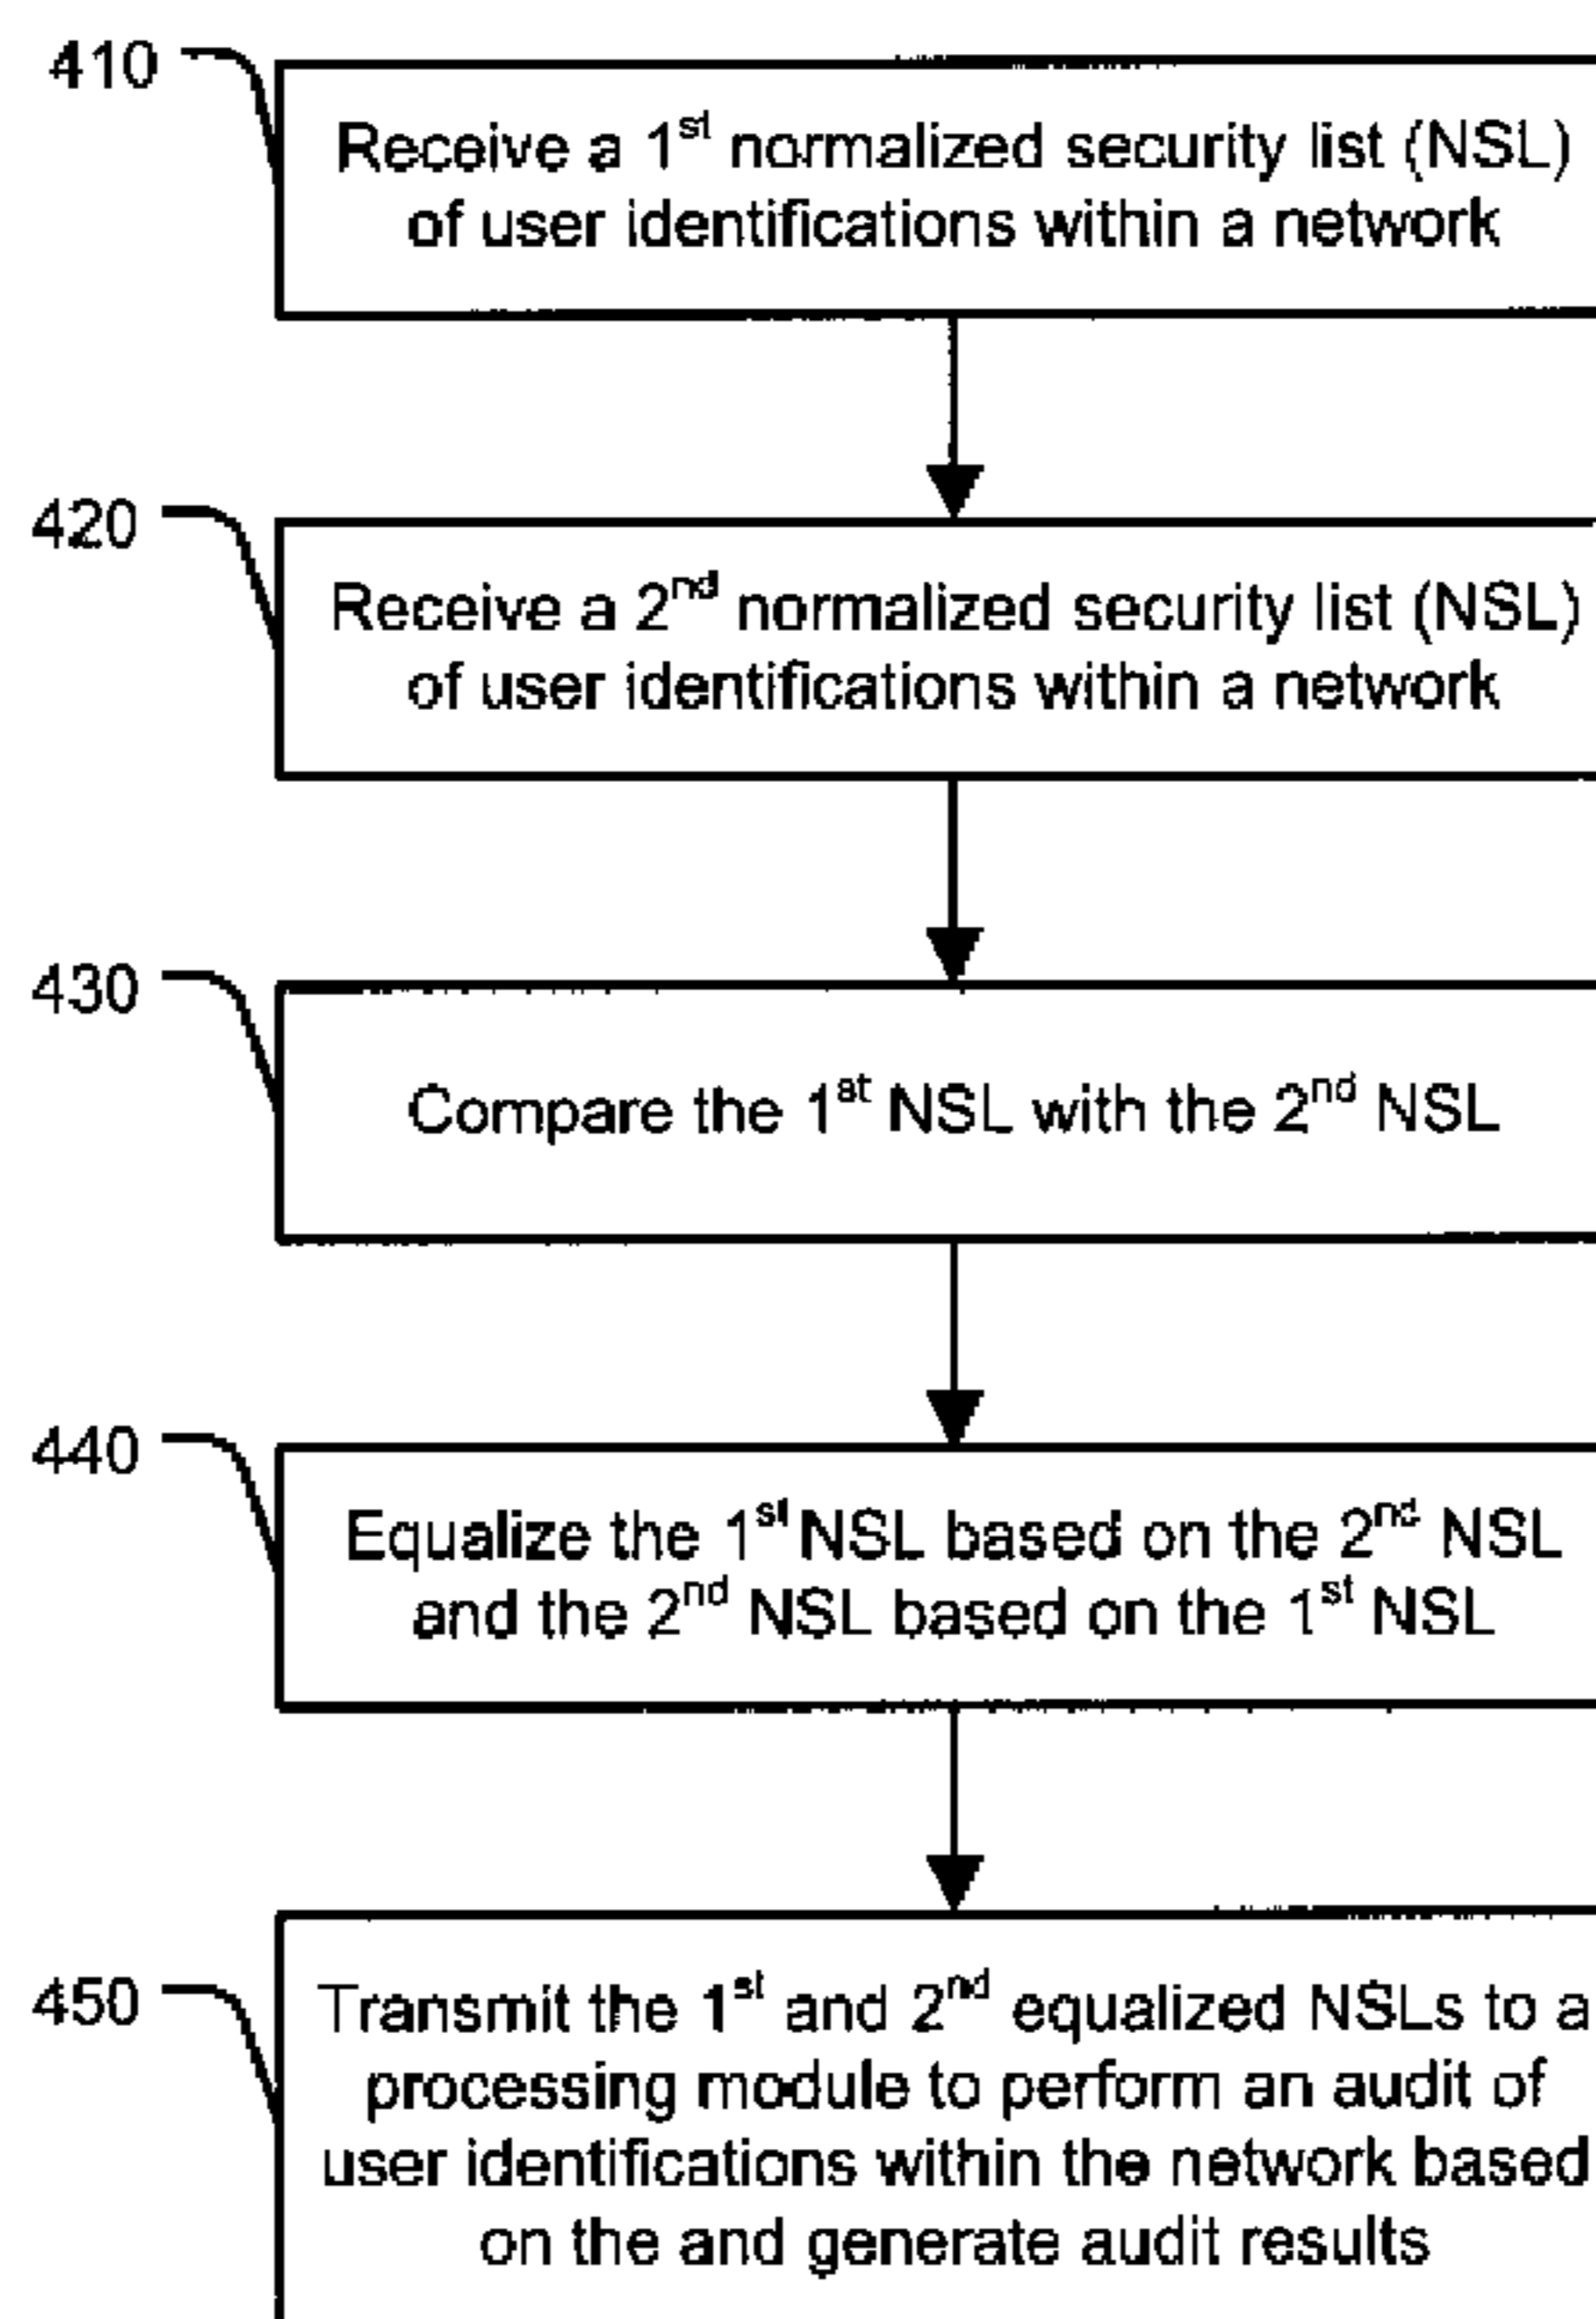 410
Receive a 1st normalized security list (NSL)
of user identifications within a network
420
Receive a 2nd normalized security list (NSL)
of user identifications within a network
430
Compare the 1st NSL with the 2nd NSL
440
Equalize the 1st NSL based on the 2nd NSL
and the 2nd NSL based on the 1st NSL
450
Transmit the 1st and 2nd equalized NSLs to a
processing module to perform an audit of
user identifications within the network based
on the and generate audit results